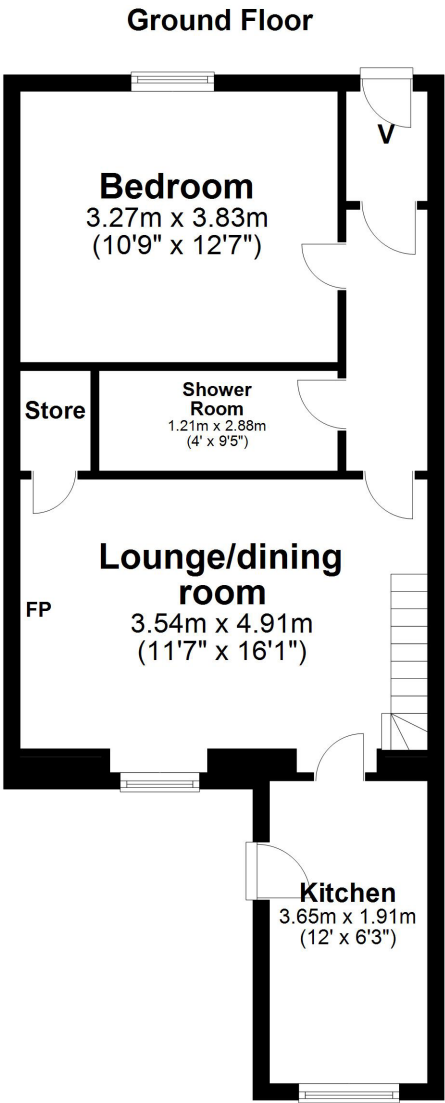 Ground Floor
V
Bedroom
3.27m x 3.83m
(10'9" x 12'7")
Store
Shower
Room
1.21m x 2.88m
(4' x 9'5")
Lounge/dining
room
3.54m x 4.91m
(11'7" x 16'1")
FP
Kitchen
3.65m x 1.91m
(12' x 6'3")